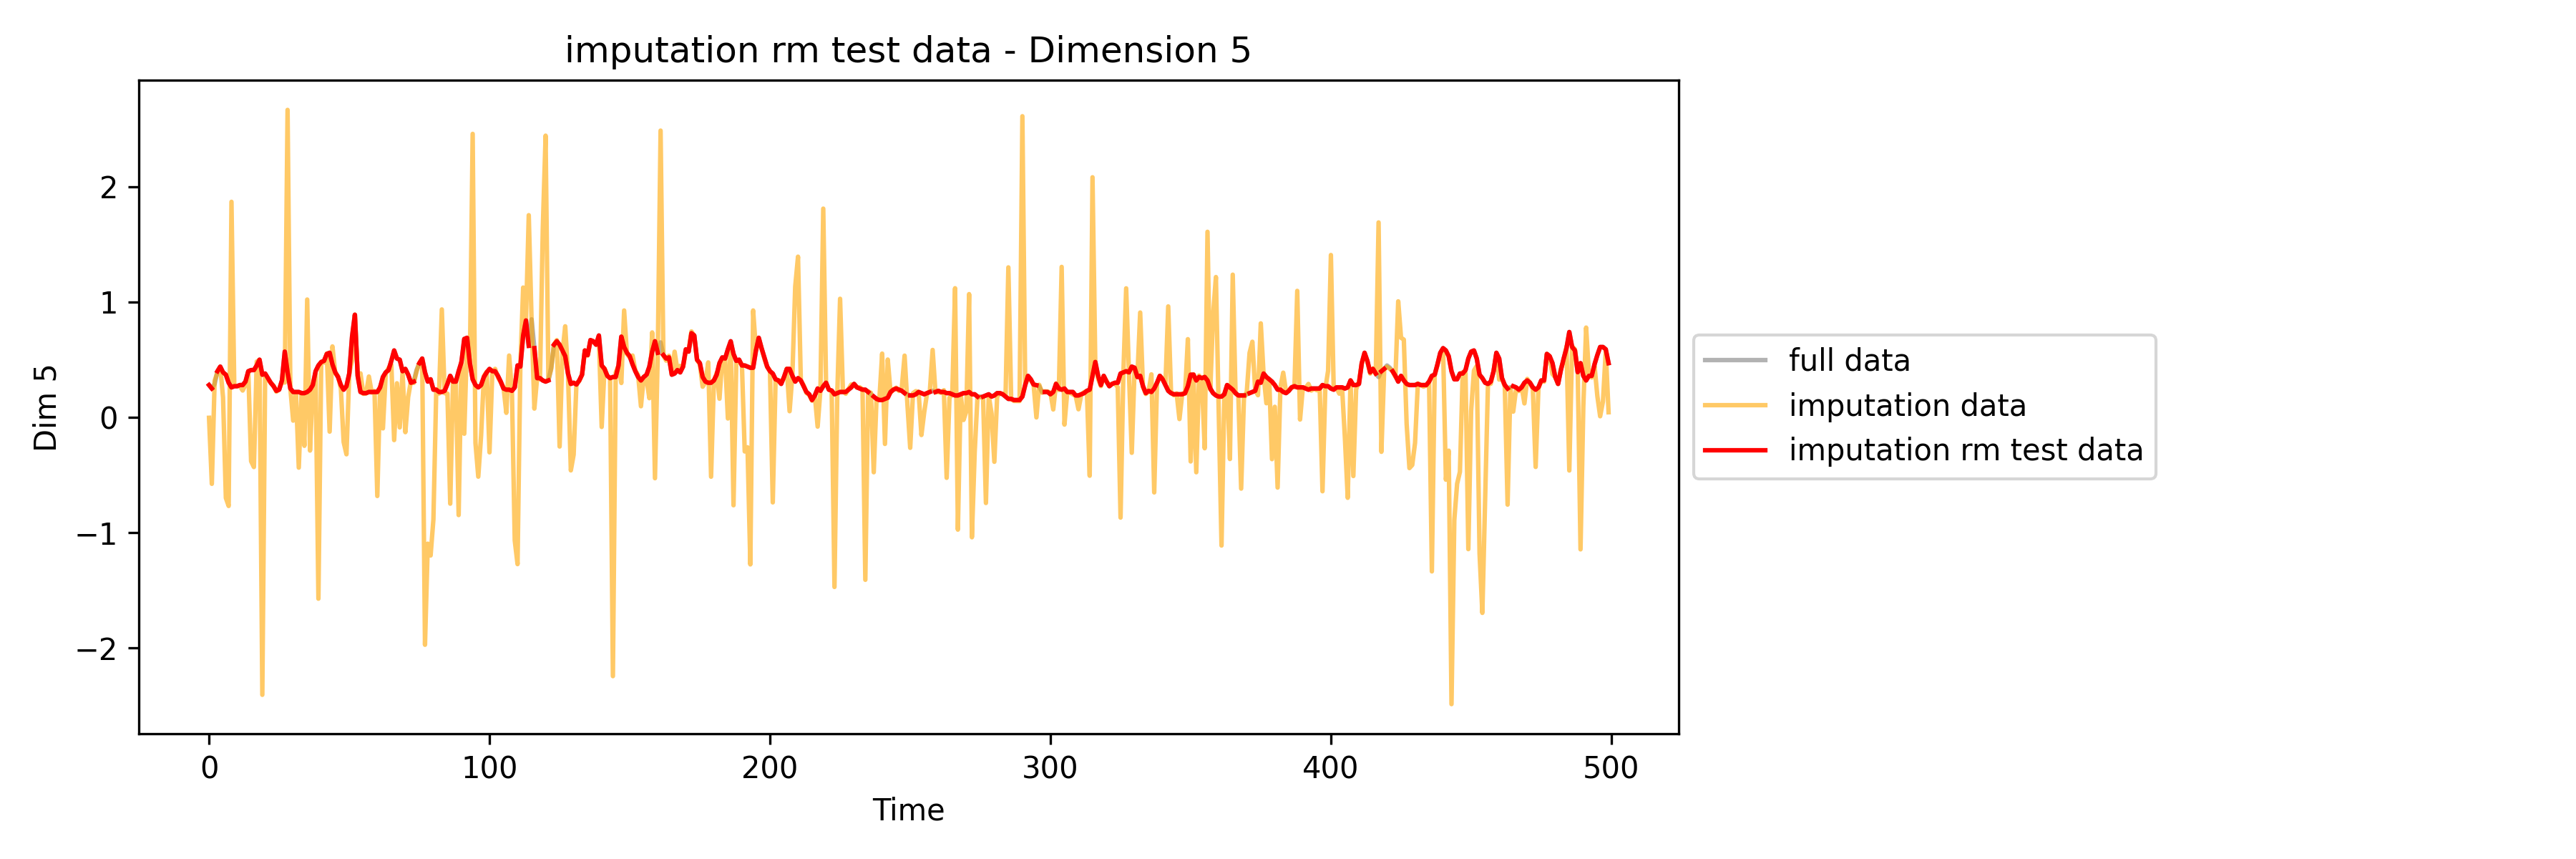 imputation rm test data - Dimension 5
Dim 5
2
1
0
−1
−2
0
100
200
300
400
500
Time
full data
imputation data
imputation rm test data